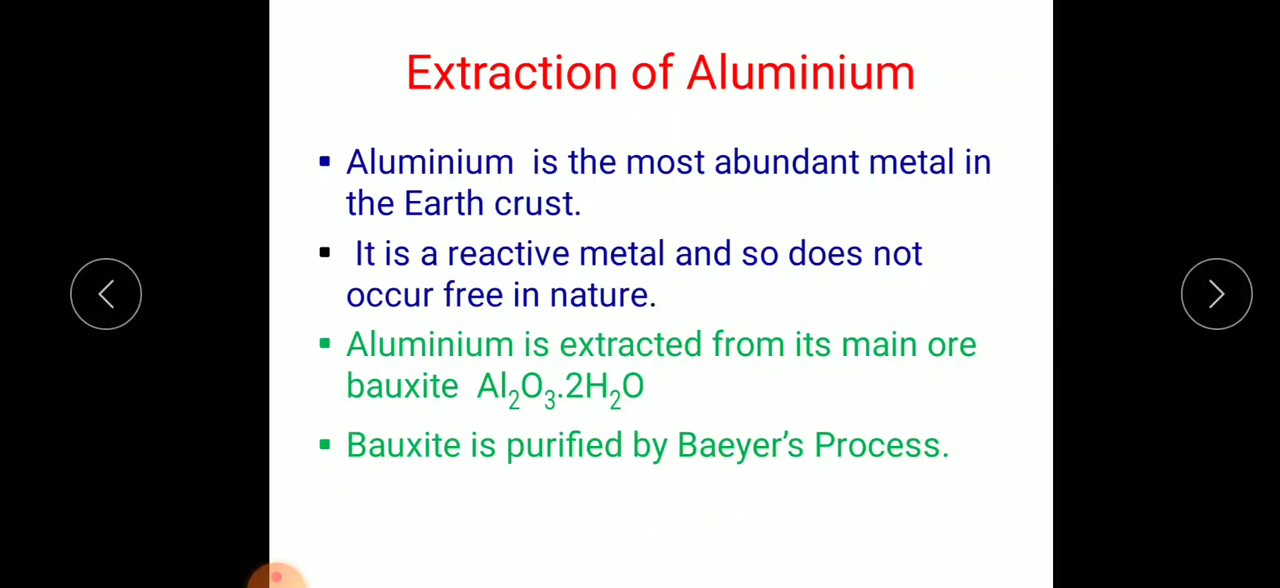 Extraction of Aluminium
▪ Aluminium is the most abundant metal in
the Earth crust.
▪ It is a reactive metal and so does not
occur free in nature.
▪ Aluminium is extracted from its main ore
bauxite Al₂O₃.2H₂O
▪ Bauxite is purified by Baeyer’s Process.